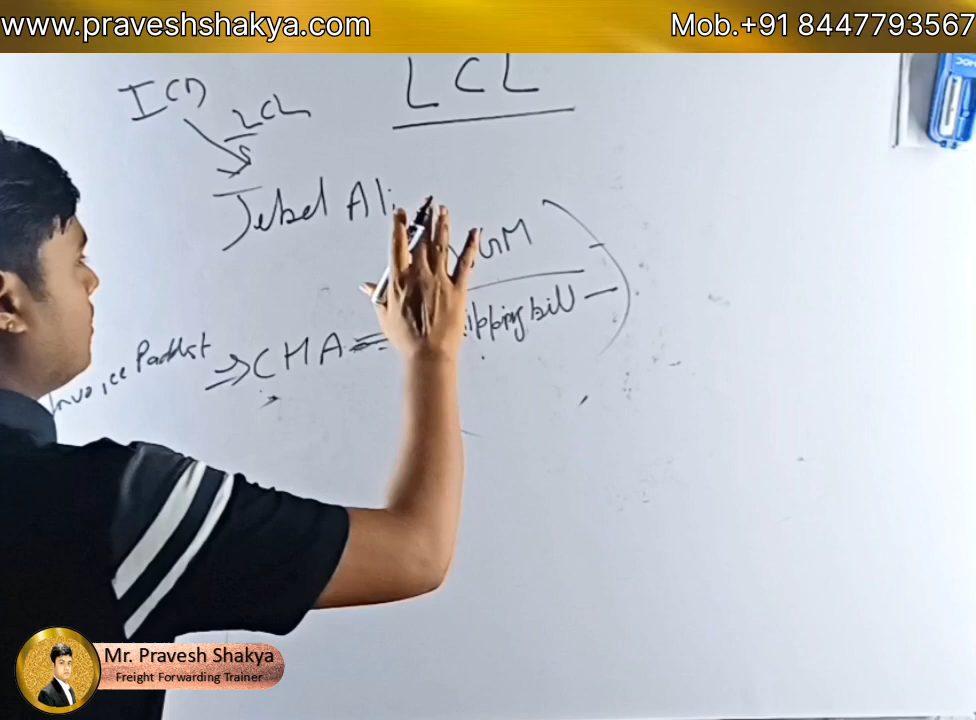 www.praveshshakya.com
Mob.+91 8447793567
LCL
ICD
LCL
Jebel Ali
GM
Invoice Packlist
CHA
ipping bill
Mr. Pravesh Shakya
Freight Forwarding Trainer